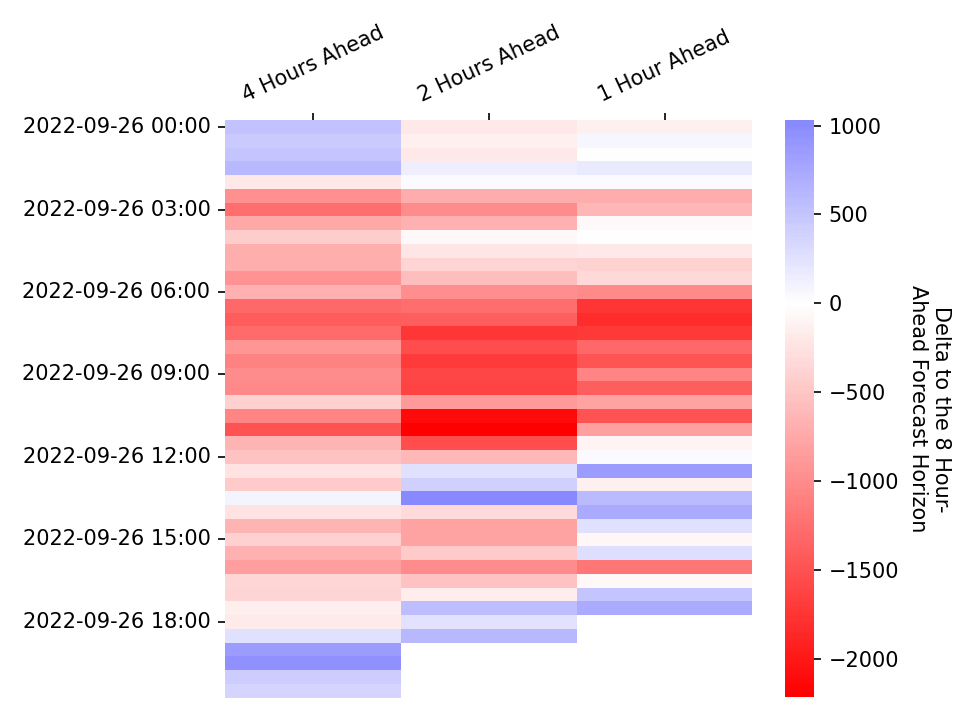 4 Hours Ahead
2 Hours Ahead
1 Hour Ahead
2022-09-26 00:00
2022-09-26 03:00
2022-09-26 06:00
2022-09-26 09:00
2022-09-26 12:00
2022-09-26 15:00
2022-09-26 18:00
1000
500
0
−500
−1000
−1500
−2000
Delta to the 8 Hour-
Ahead Forecast Horizon